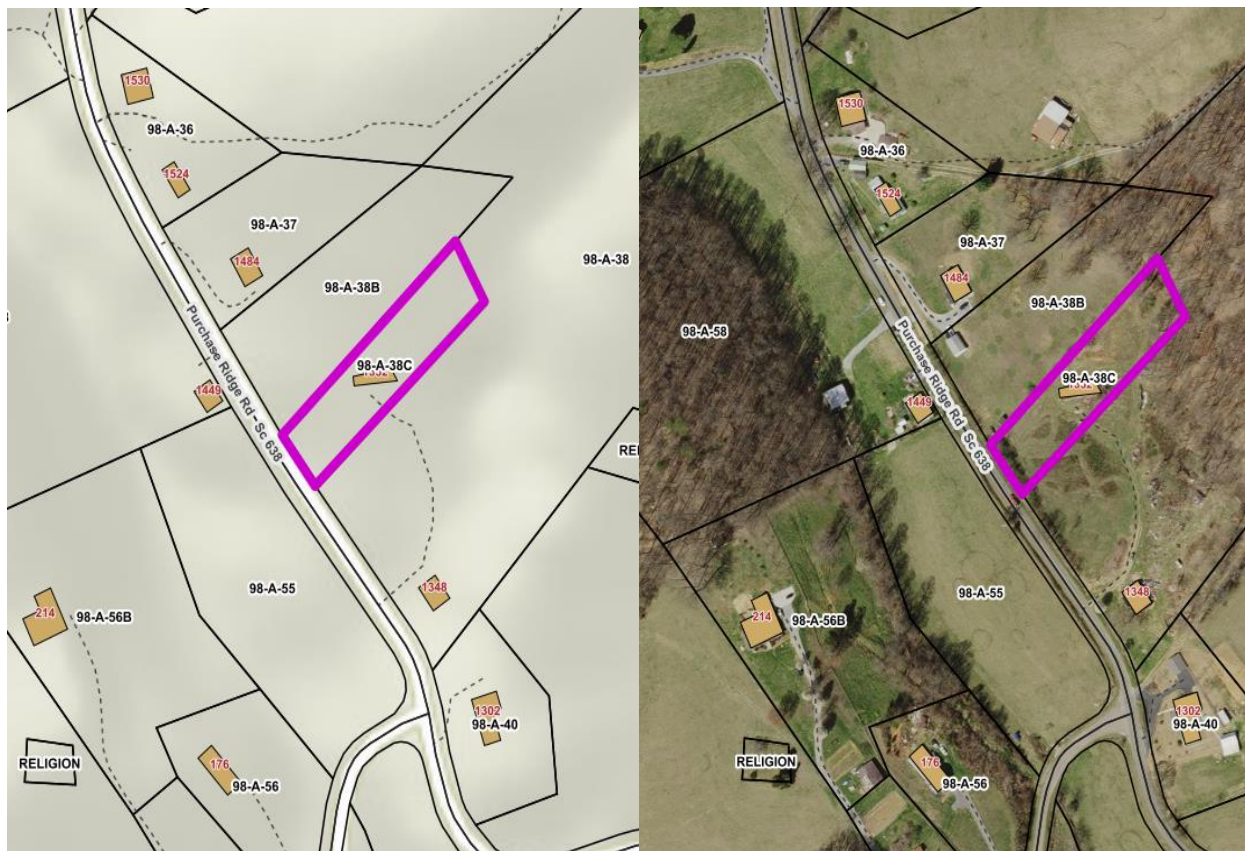 1530
98-A-36
1524
98-A-37
1484
98-A-38
98-A-38B
Purchase Ridge Rd - Sc 638
98-A-38C
1449
98-A-55
1348
214
98-A-56B
1302
98-A-40
RELIGION
176
98-A-56
1530
98-A-36
1524
98-A-37
1484
98-A-38B
98-A-58
Purchase Ridge Rd - Sc 638
98-A-38C
1449
98-A-55
1348
214
98-A-56B
1302
98-A-40
RELIGION
176
98-A-56